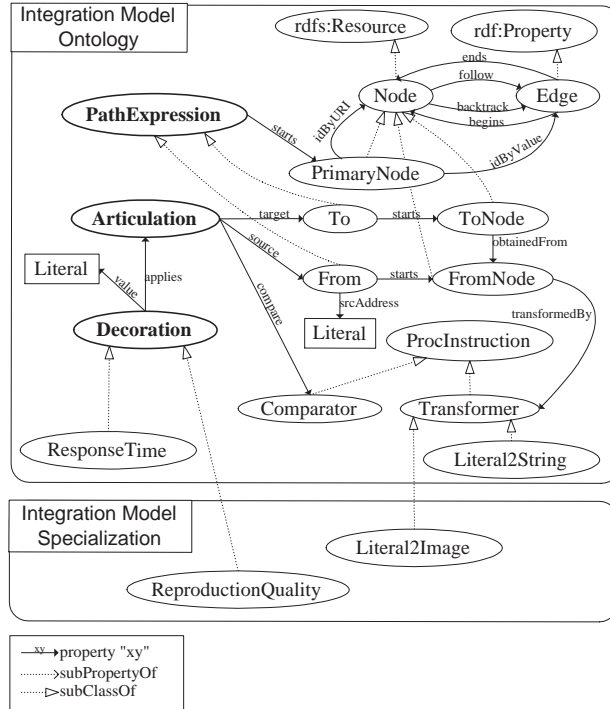 Integration Model
Ontology
rdfs:Resource
rdf:Property
ends
follow
Node
Edge
backtrack
begins
PathExpression
starts
idByURI
idByValue
PrimaryNode
Articulation
target
To
starts
ToNode
source
obtainedFrom
Literal
value
applies
From
starts
FromNode
compare
srcAddress
transformedBy
Decoration
Literal
ProcInstruction
Comparator
Transformer
ResponseTime
Literal2String
Integration Model
Specialization
Literal2Image
ReproductionQuality
xy property "xy"
subPropertyOf
subClassOf